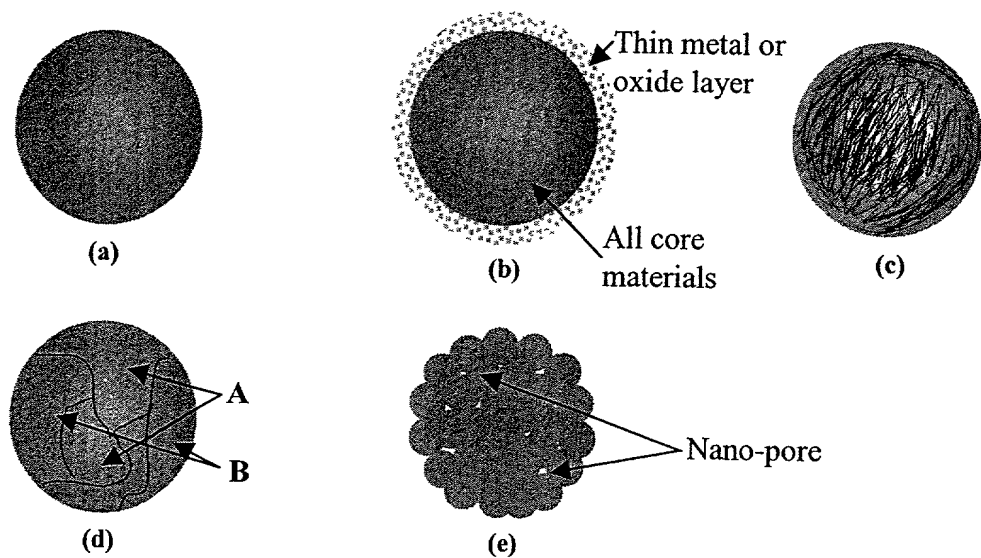 Thin metal or
oxide layer
(a)
All core
materials
(b)
(c)
A
B
Nano-pore
(d)
(e)